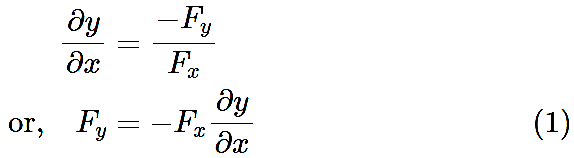 ∂y/∂x = −F_y/F_x
or, F_y = −F_x ∂y/∂x (1)